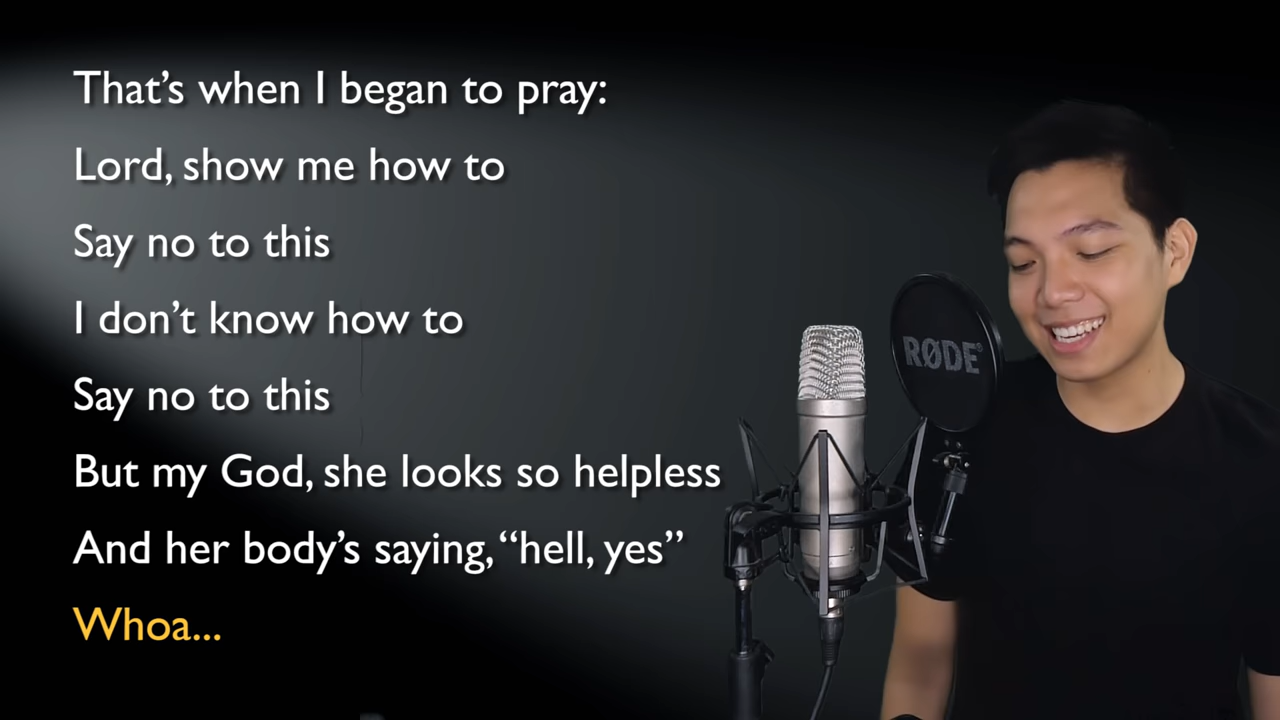 That's when I began to pray:
Lord, show me how to
Say no to this
I don't know how to
Say no to this
But my God, she looks so helpless
And her body's saying, “hell, yes”
Whoa...
RØDE®